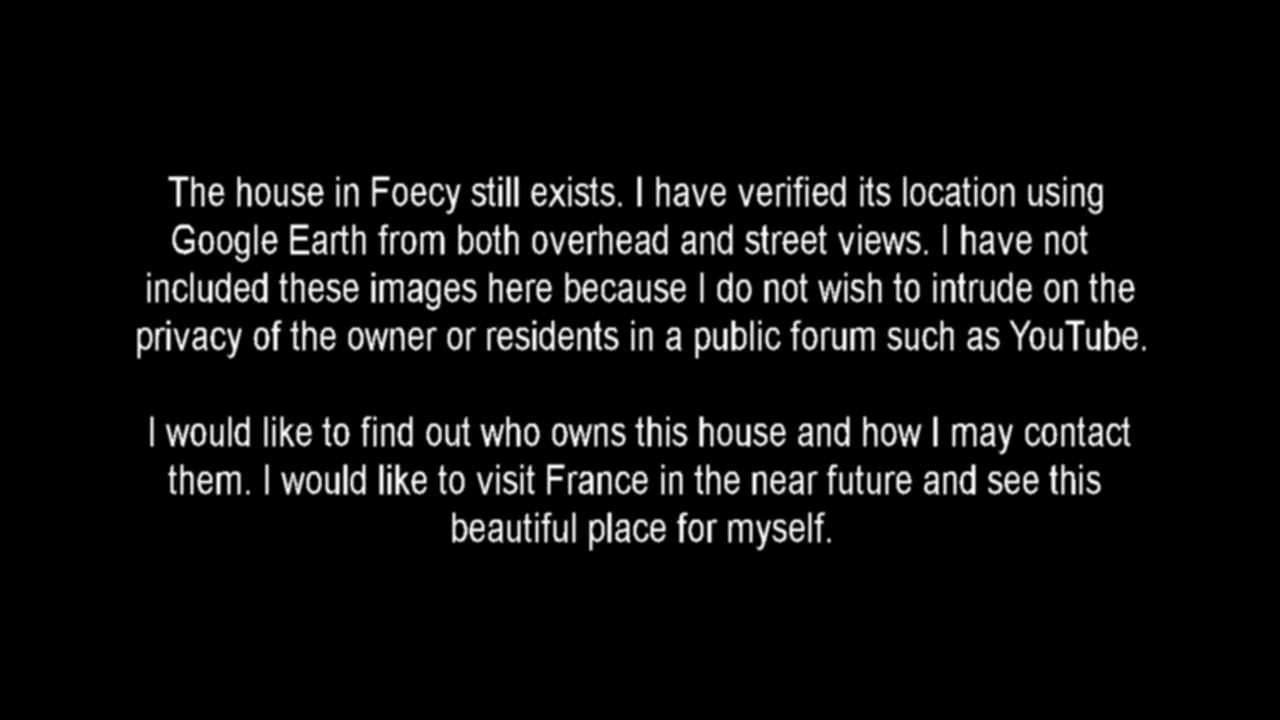 The house in Foecy still exists. I have verified its location using
Google Earth from both overhead and street views. I have not
included these images here because I do not wish to intrude on the
privacy of the owner or residents in a public forum such as YouTube.
I would like to find out who owns this house and how I may contact
them. I would like to visit France in the near future and see this
beautiful place for myself.